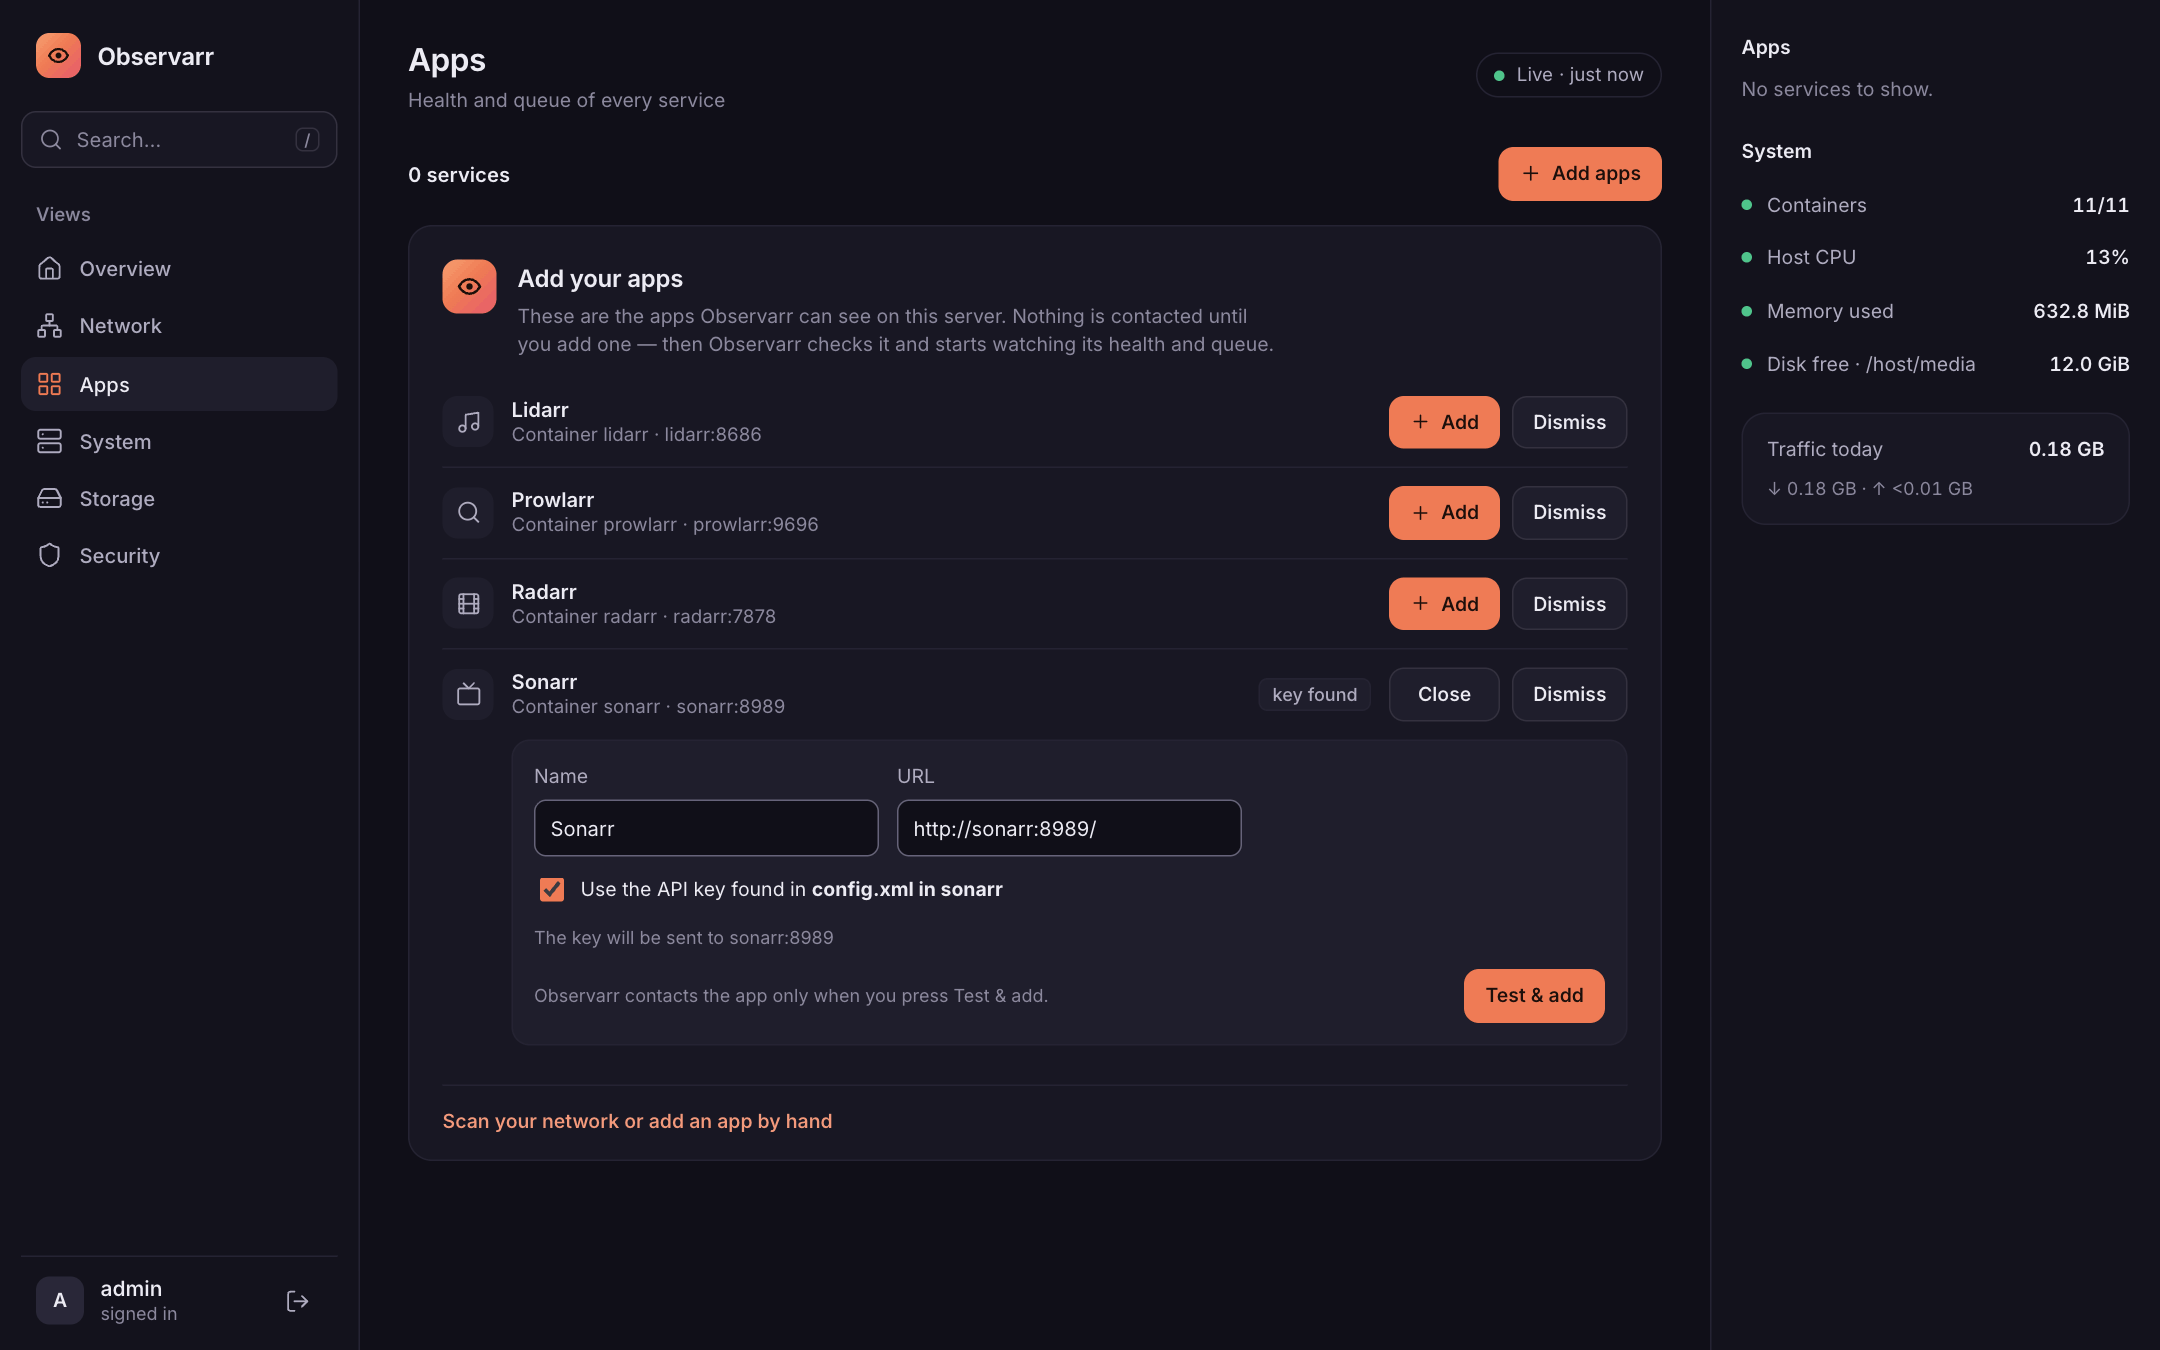 Observarr
Search...
/
Views
Overview
Network
Apps
System
Storage
Security
A
admin
signed in
Apps
Health and queue of every service
Live · just now
0 services
Add apps
Add your apps
These are the apps Observarr can see on this server. Nothing is contacted until
you add one — then Observarr checks it and starts watching its health and queue.
Lidarr
Container lidarr · lidarr:8686
Add
Dismiss
Prowlarr
Container prowlarr · prowlarr:9696
Add
Dismiss
Radarr
Container radarr · radarr:7878
Add
Dismiss
Sonarr
Container sonarr · sonarr:8989
key found
Close
Dismiss
Name
URL
Sonarr
http://sonarr:8989/
Use the API key found in config.xml in sonarr
The key will be sent to sonarr:8989
Observarr contacts the app only when you press Test & add.
Test & add
Scan your network or add an app by hand
Apps
No services to show.
System
Containers 11/11
Host CPU 13%
Memory used 632.8 MiB
Disk free · /host/media 12.0 GiB
Traffic today 0.18 GB
↓ 0.18 GB · ↑ <0.01 GB